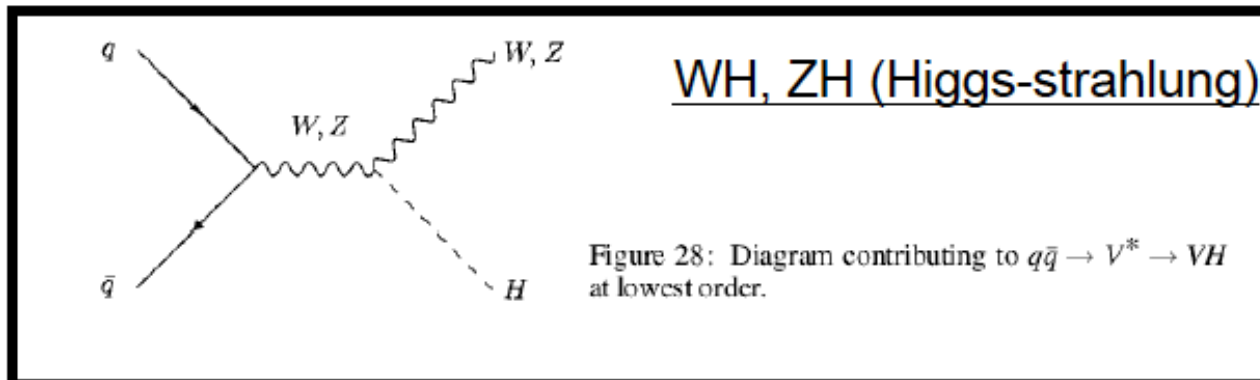 q
W, Z
WH, ZH (Higgs-strahlung)
W, Z
q̄
H
Figure 28: Diagram contributing to qq̄ → V* → VH
at lowest order.